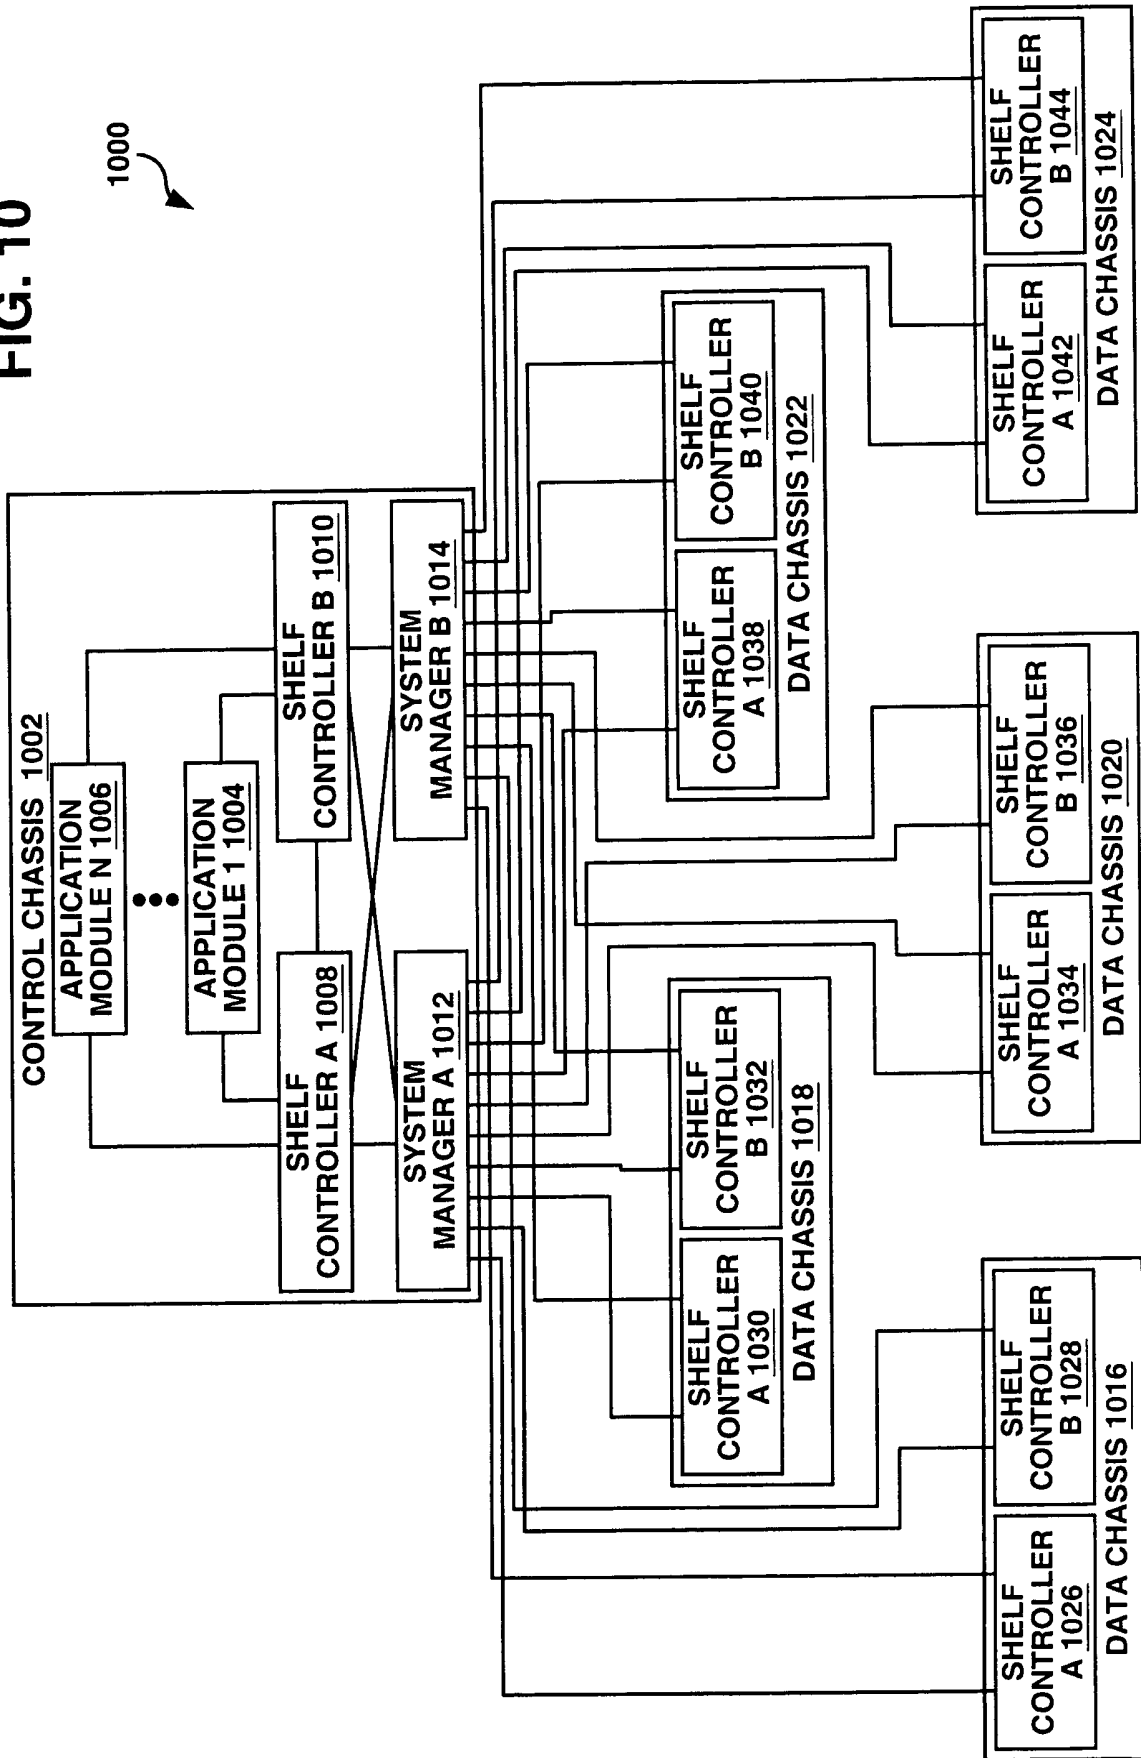 FIG. 10
1000
CONTROL CHASSIS 1002
APPLICATION
MODULE N 1006
APPLICATION
MODULE 1 1004
SHELF
CONTROLLER A 1008
SHELF
CONTROLLER B 1010
SYSTEM
MANAGER A 1012
SYSTEM
MANAGER B 1014
SHELF
CONTROLLER
A 1030
SHELF
CONTROLLER
B 1032
DATA CHASSIS 1018
SHELF
CONTROLLER
A 1038
SHELF
CONTROLLER
B 1040
DATA CHASSIS 1022
SHELF
CONTROLLER
A 1026
SHELF
CONTROLLER
B 1028
DATA CHASSIS 1016
SHELF
CONTROLLER
A 1034
SHELF
CONTROLLER
B 1036
DATA CHASSIS 1020
SHELF
CONTROLLER
A 1042
SHELF
CONTROLLER
B 1044
DATA CHASSIS 1024